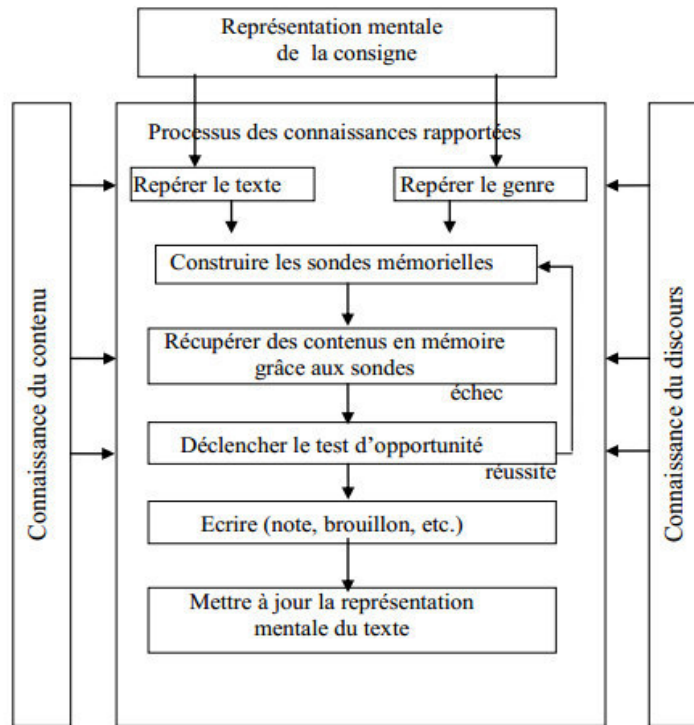 Représentation mentale
de la consigne
Processus des connaissances rapportées
Repérer le texte
Repérer le genre
Construire les sondes mémorielles
Récupérer des contenus en mémoire
grâce aux sondes
échec
Déclencher le test d'opportunité
réussite
Ecrire (note, brouillon, etc.)
Mettre à jour la représentation
mentale du texte
Connaissance du contenu
Connaissance du discours